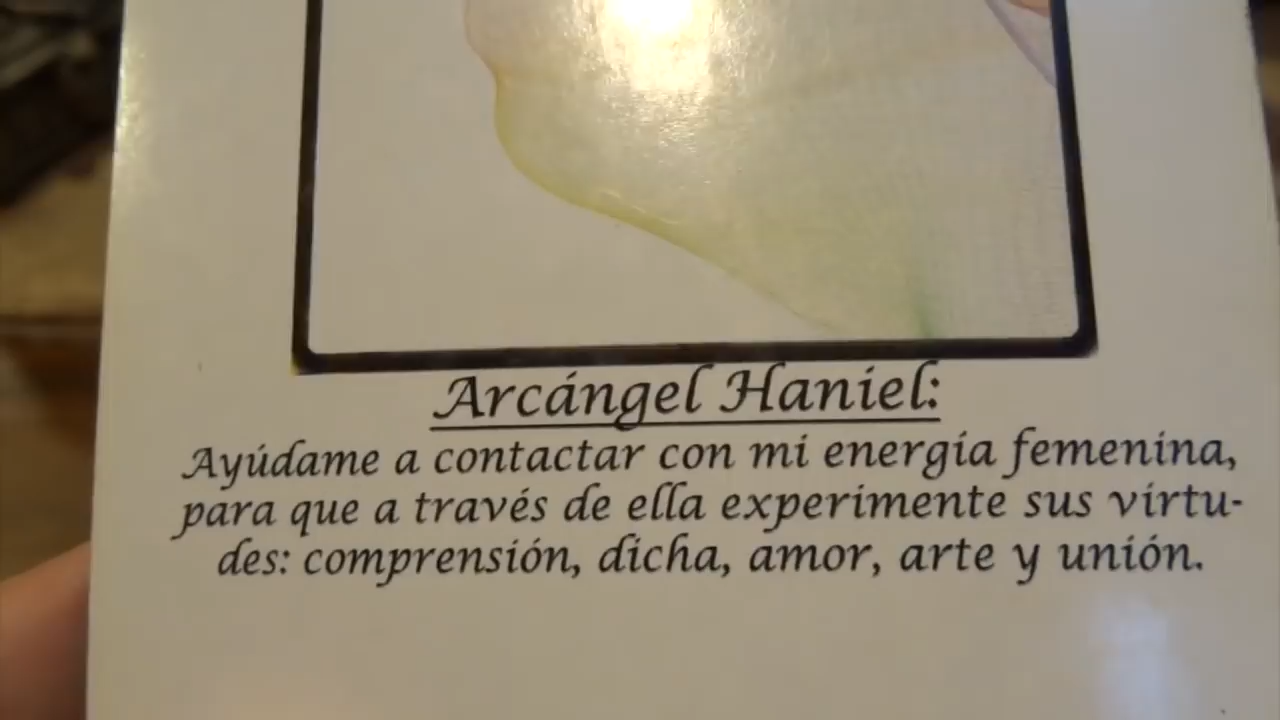 Arcángel Haniel:
Ayúdame a contactar con mi energía femenina,
para que a través de ella experimente sus virtu-
des: comprensión, dicha, amor, arte y unión.